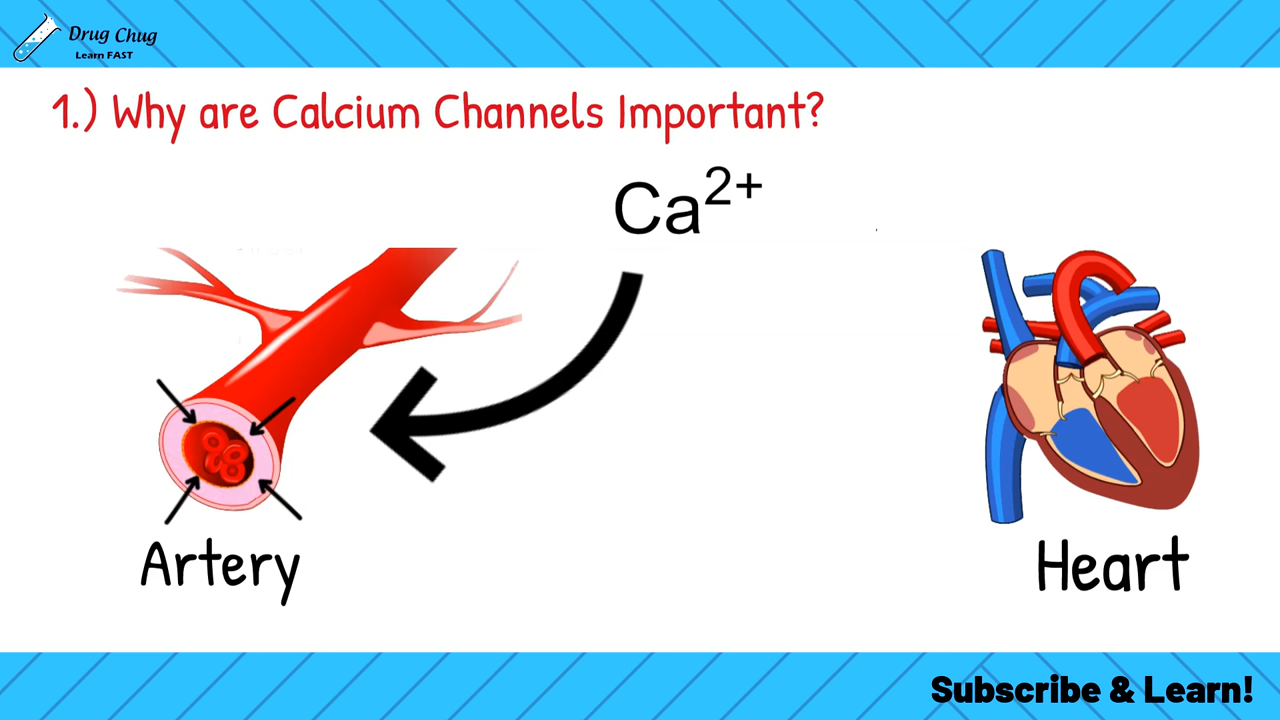 Drug Chug
Learn FAST
1.) Why are Calcium Channels Important?
Ca²⁺
Artery
Heart
Subscribe & Learn!